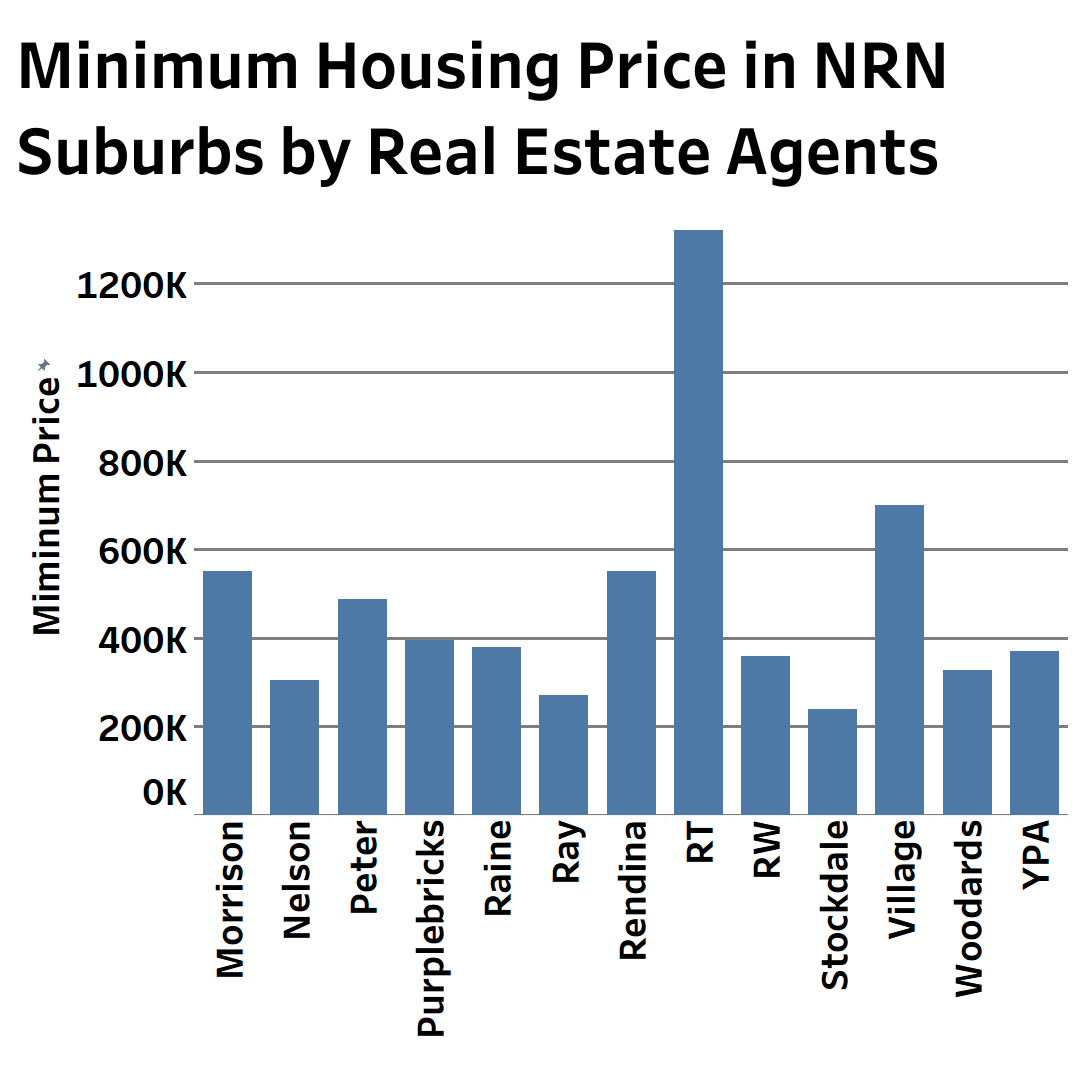 Minimum Housing Price in NRN
Suburbs by Real Estate Agents
1200K
1000K
800K
600K
400K
200K
0K
Miminum Price
Morrison
Nelson
Peter
Purplebricks
Raine
Ray
Rendina
RT
RW
Stockdale
Village
Woodards
YPA